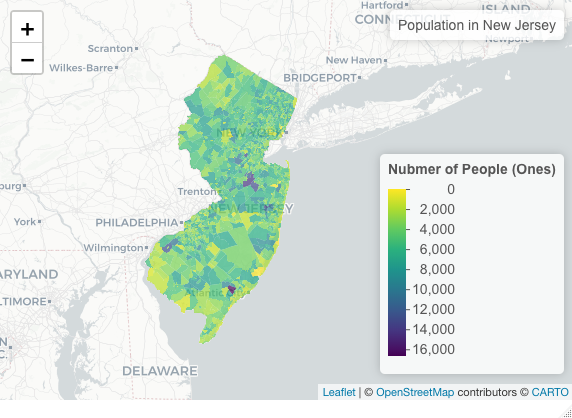 +
−
Population in New Jersey
Hartford
CONN
ISLAND
Newport
Scranton
Wilkes-Barre
New Haven
BRIDGEPORT
NEW YORK
Nubmer of People (Ones)
0
2,000
4,000
6,000
8,000
10,000
12,000
14,000
16,000
Trenton
NEW JERSEY
York
PHILADELPHIA
Wilmington
ARYLAND
LTIMORE
Atlantic City
DELAWARE
Leaflet | © OpenStreetMap contributors © CARTO